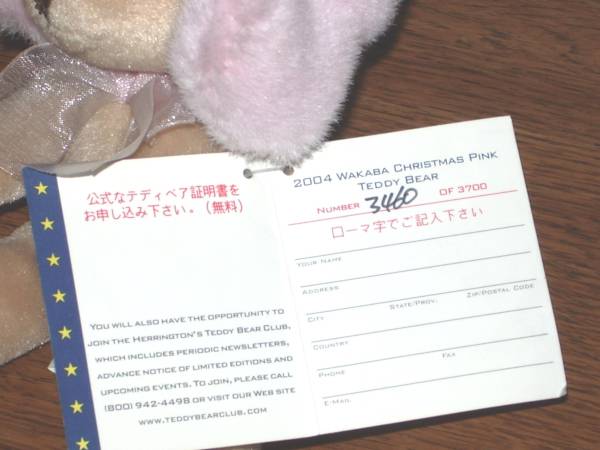 公式なテディベア証明書を
お申し込み下さい。（無料）
YOU WILL ALSO HAVE THE OPPORTUNITY TO
JOIN THE HERRINGTON'S TEDDY BEAR CLUB,
WHICH INCLUDES PERIODIC NEWSLETTERS,
ADVANCE NOTICE OF LIMITED EDITIONS AND
UPCOMING EVENTS. TO JOIN, PLEASE CALL
(800) 942-4498 OR VISIT OUR WEB SITE
WWW.TEDDYBEARCLUB.COM
2004 WAKABA CHRISTMAS PINK
TEDDY BEAR
NUMBER 3460 OF 3700
ローマ字でご記入下さい
YOUR NAME
ADDRESS
CITY STATE/PROV. ZIP/POSTAL CODE
COUNTRY
PHONE FAX
E-MAIL